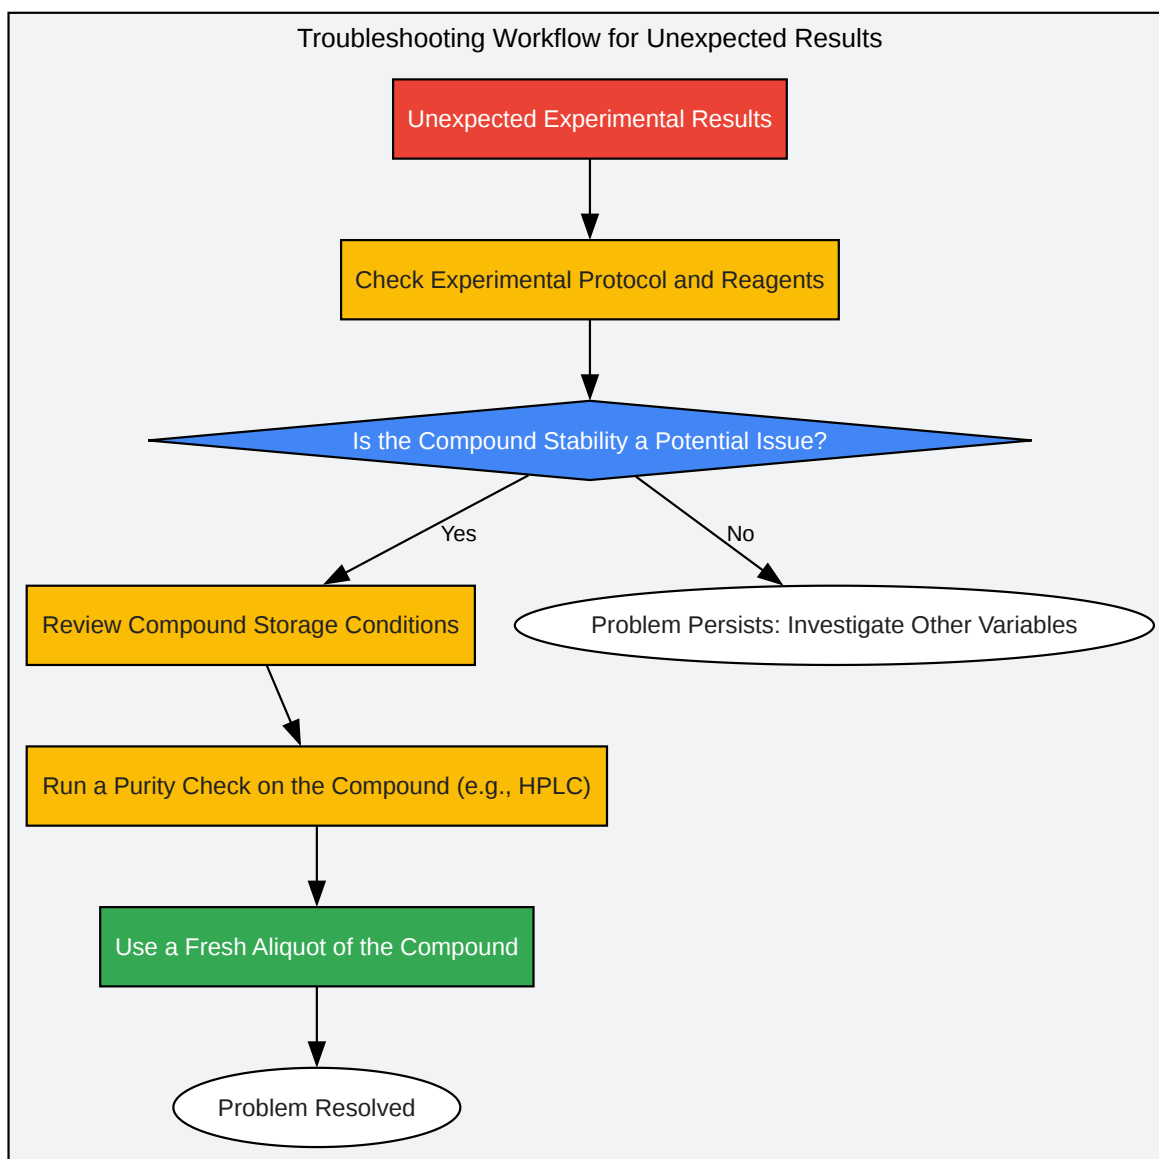 Troubleshooting Workflow for Unexpected Results
Unexpected Experimental Results
Check Experimental Protocol and Reagents
Is the Compound Stability a Potential Issue?
Yes
No
Review Compound Storage Conditions
Problem Persists: Investigate Other Variables
Run a Purity Check on the Compound (e.g., HPLC)
Use a Fresh Aliquot of the Compound
Problem Resolved